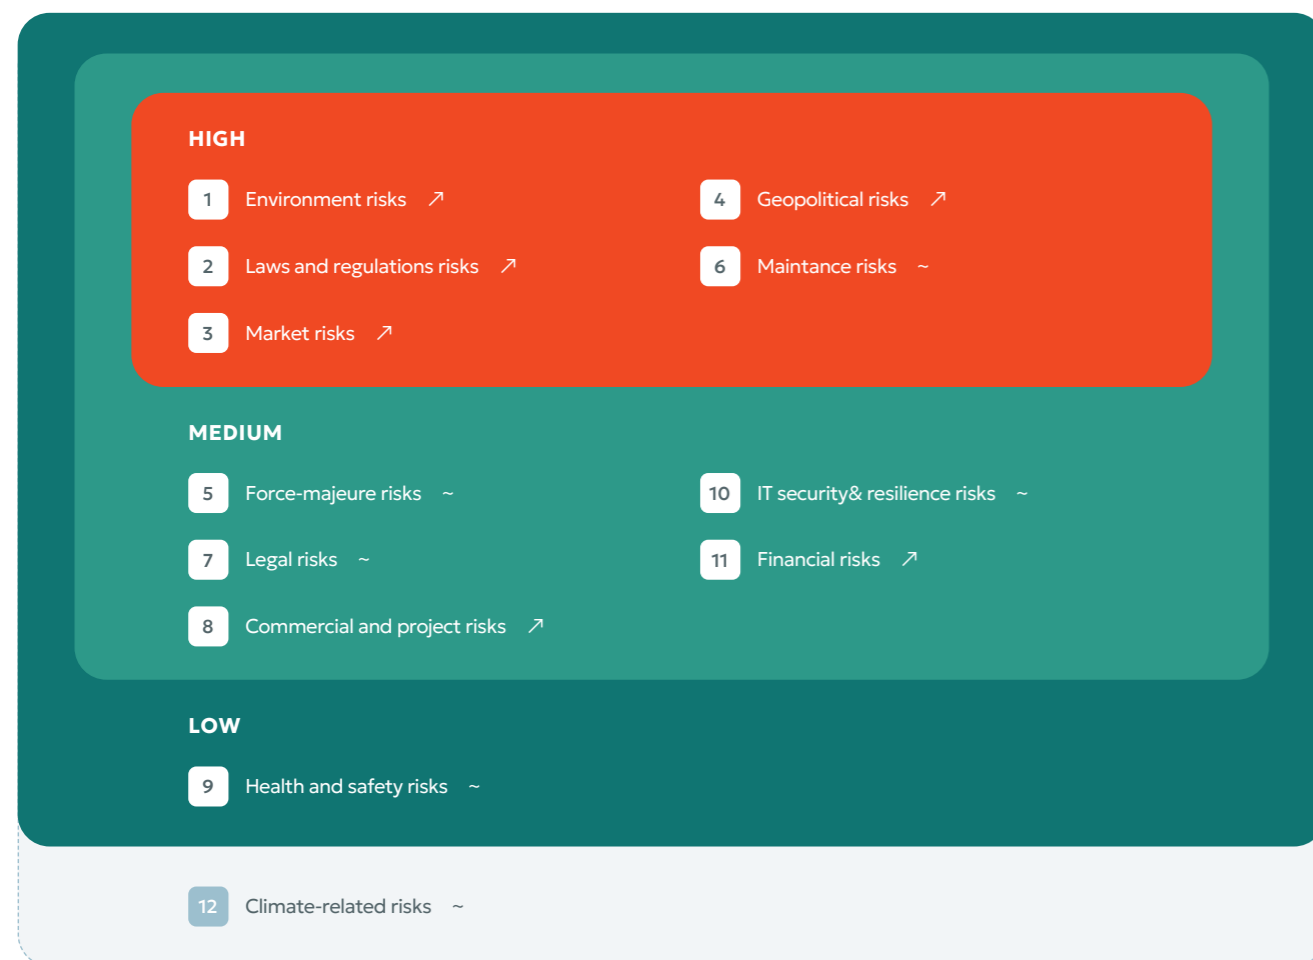 HIGH
1 Environment risks ↗
2 Laws and regulations risks ↗
3 Market risks ↗
4 Geopolitical risks ↗
6 Maintance risks ~
MEDIUM
5 Force-majeure risks ~
7 Legal risks ~
8 Commercial and project risks ↗
10 IT security& resilience risks ~
11 Financial risks ↗
LOW
9 Health and safety risks ~
12 Climate-related risks ~